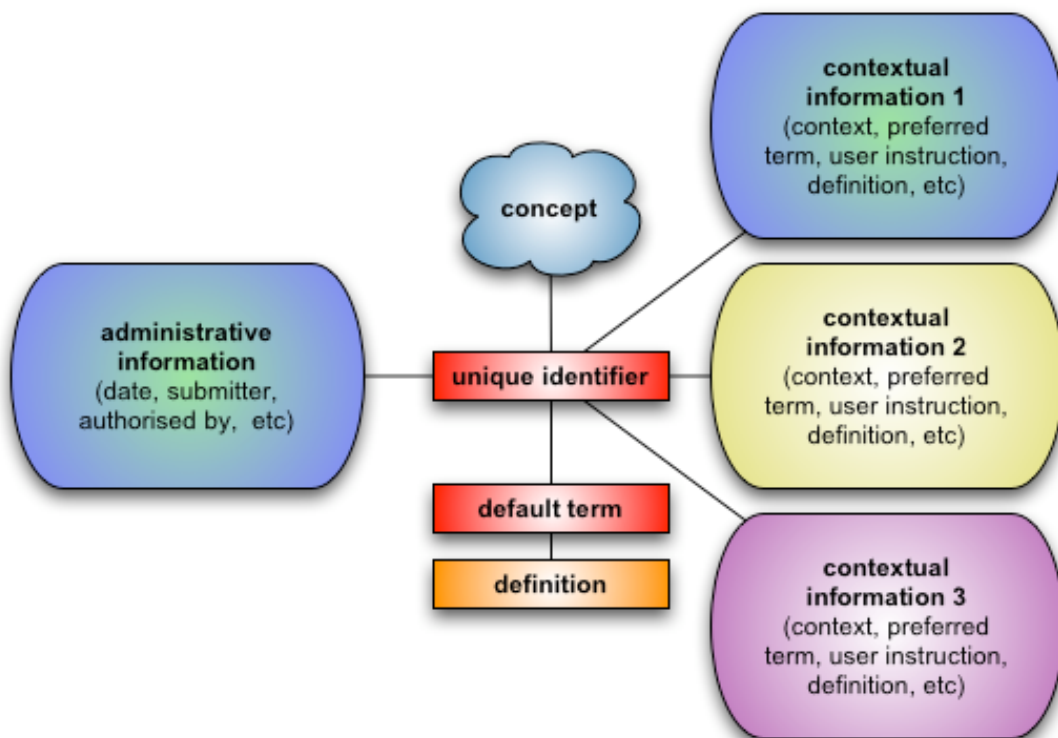 contextual
information 1
(context, preferred
term, user instruction,
definition, etc)
concept
administrative
information
(date, submitter,
authorised by,  etc)
unique identifier
contextual
information 2
(context, preferred
term, user instruction,
definition, etc)
default term
definition
contextual
information 3
(context, preferred
term, user instruction,
definition, etc)